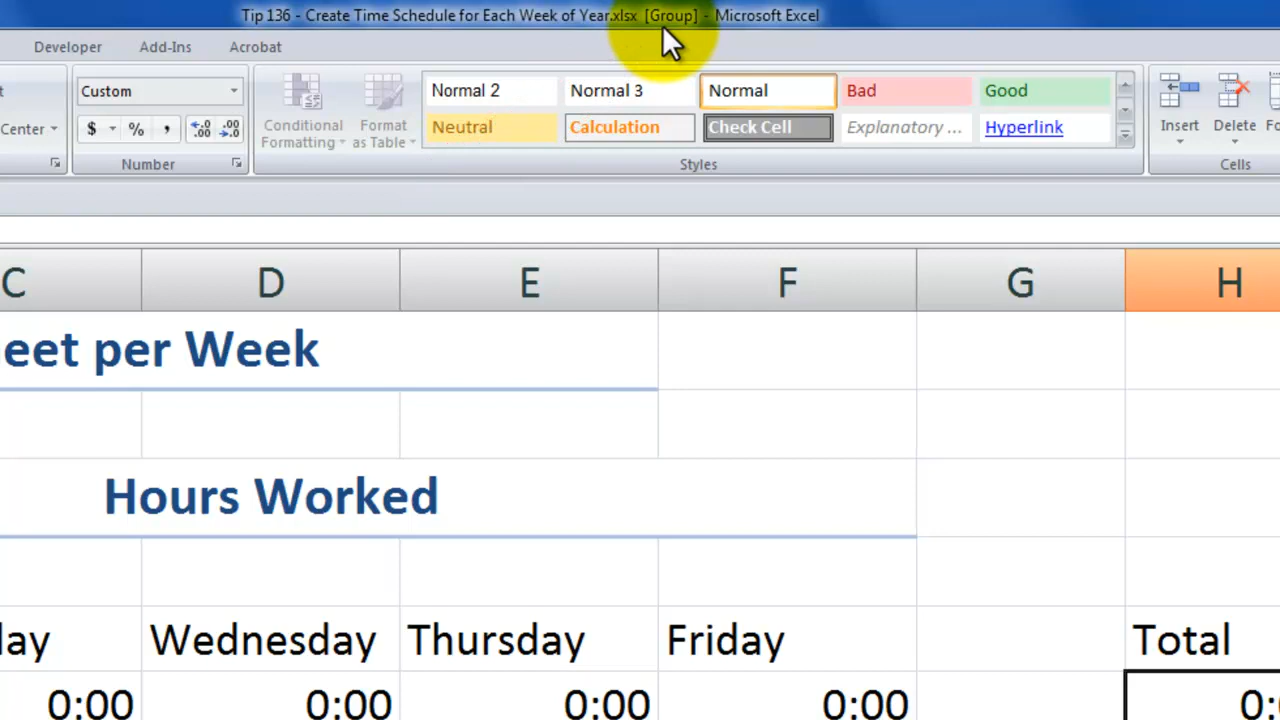 Tip 136 - Create Time Schedule for Each Week of Year.xlsx [Group] - Microsoft Excel
Developer Add-Ins Acrobat
Custom Normal 2 Normal 3 Normal Bad Good
Center $ % , .00 .00 Conditional Formatting Format as Table Neutral Calculation Check Cell Explanatory ... Hyperlink Insert Delete
Number Styles Cells
C D E F G H
eet per Week
Hours Worked
day Wednesday Thursday Friday Total
0:00 0:00 0:00 0:00